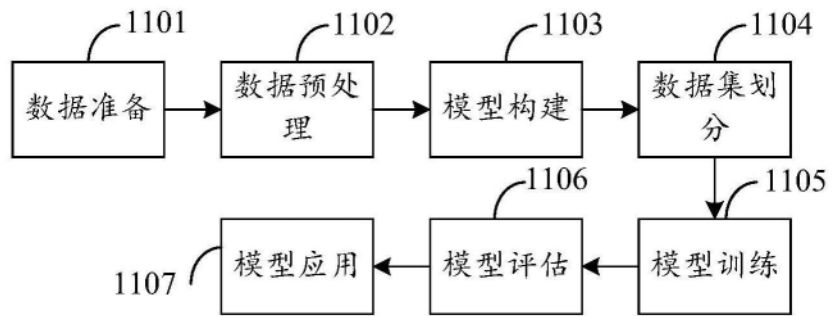 1101
1102
1103
1104
数据准备
数据预处
理
模型构建
数据集划
分
1106
1105
1107
模型应用
模型评估
模型训练